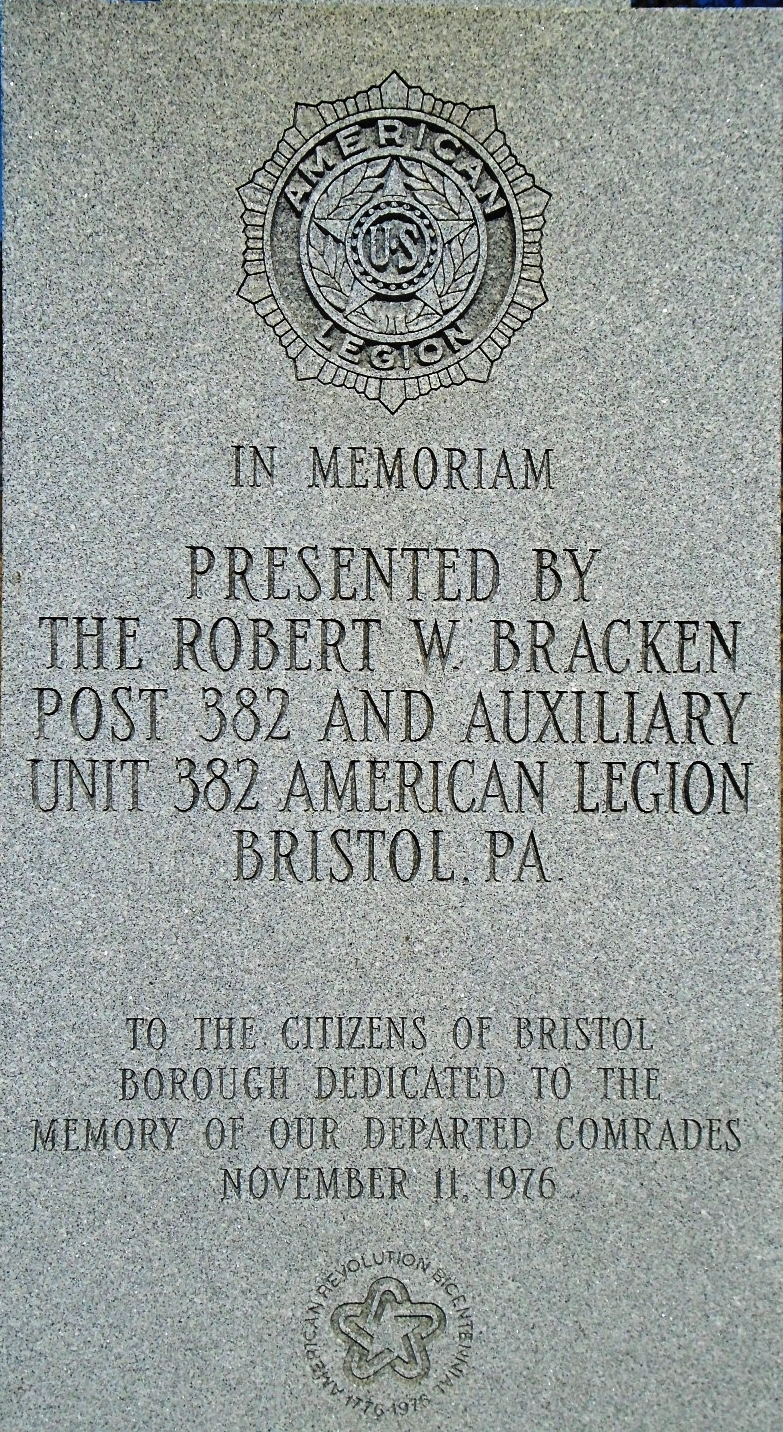 AMERICAN
U.S
LEGION
IN MEMORIAM
PRESENTED BY
THE ROBERT W. BRACKEN
POST 382 AND AUXILIARY
UNIT 382 AMERICAN LEGION
BRISTOL, PA.
TO THE CITIZENS OF BRISTOL
BOROUGH DEDICATED TO THE
MEMORY OF OUR DEPARTED COMRADES
NOVEMBER 11, 1976
AMERICAN REVOLUTION BICENTENNIAL
1776-1976